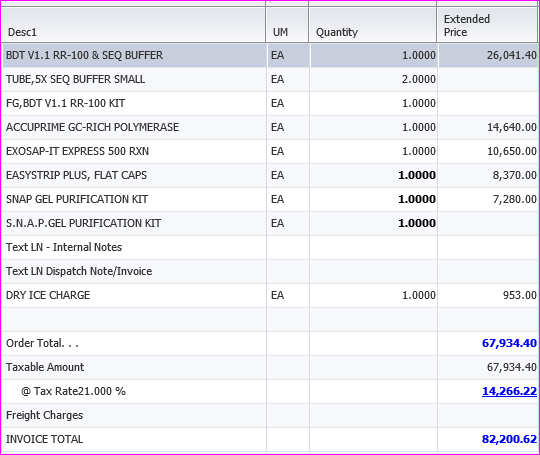 Desc1 UM Quantity Extended Price
BDT V1.1 RR-100 & SEQ BUFFER EA 1.0000 26,041.40
TUBE,5X SEQ BUFFER SMALL EA 2.0000
FG,BDT V1.1 RR-100 KIT EA 1.0000
ACCUPRIME GC-RICH POLYMERASE EA 1.0000 14,640.00
EXOSAP-IT EXPRESS 500 RXN EA 1.0000 10,650.00
EASYSTRIP PLUS, FLAT CAPS EA 1.0000 8,370.00
SNAP GEL PURIFICATION KIT EA 1.0000 7,280.00
S.N.A.P.GEL PURIFICATION KIT EA 1.0000
Text LN - Internal Notes
Text LN Dispatch Note/Invoice
DRY ICE CHARGE EA 1.0000 953.00
Order Total. . . 67,934.40
Taxable Amount 67,934.40
@ Tax Rate21.000 % 14,266.22
Freight Charges
INVOICE TOTAL 82,200.62